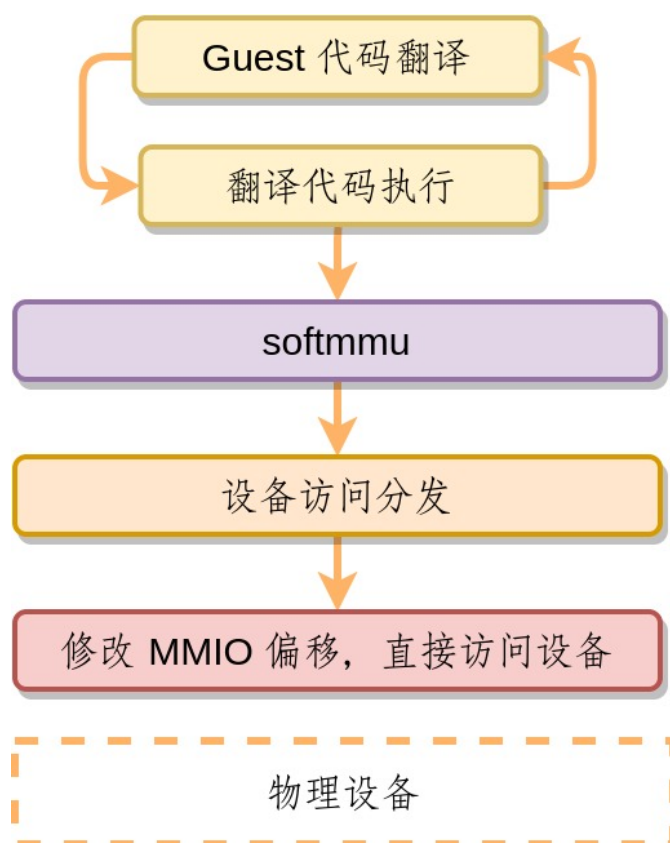 Guest 代码翻译
翻译代码执行
softmmu
设备访问分发
修改 MMIO 偏移，直接访问设备
物理设备